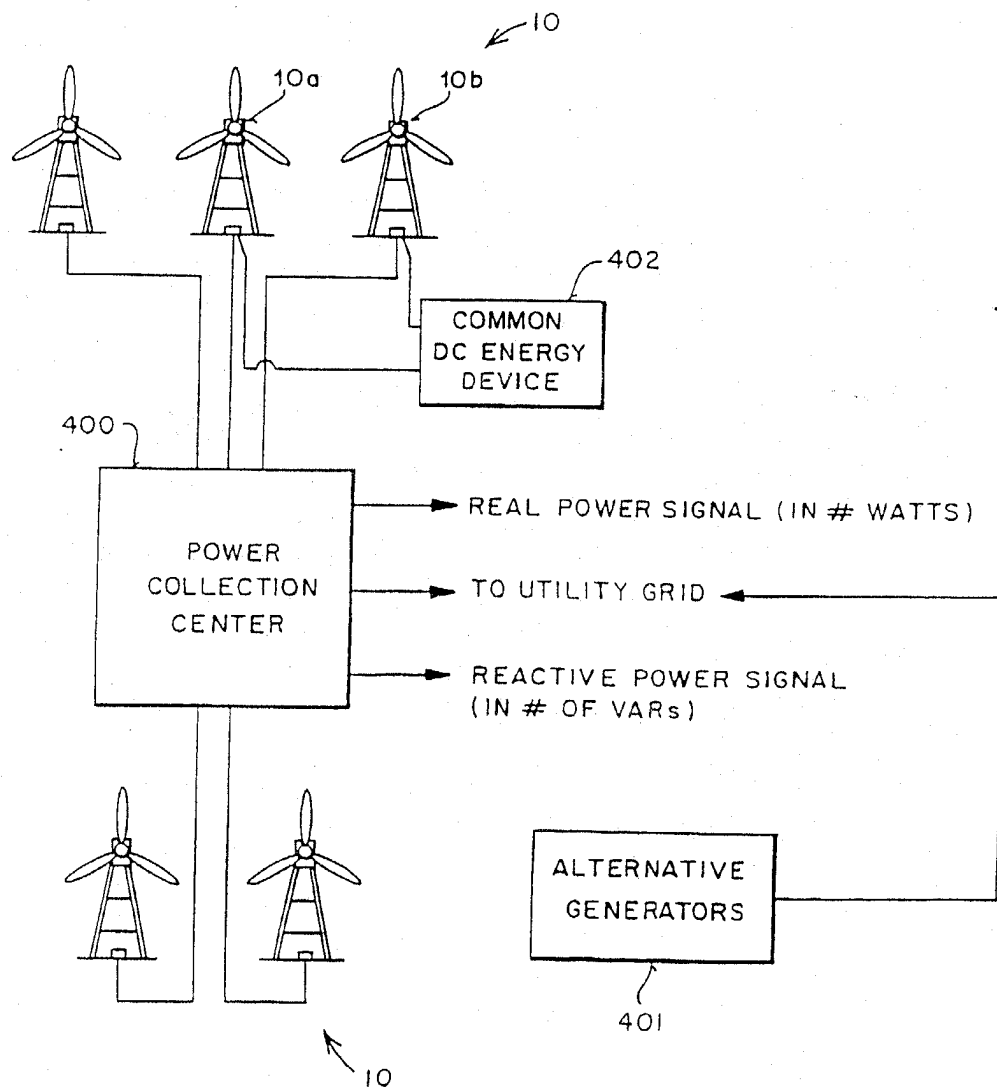 10
10a
10b
402
COMMON
DC ENERGY
DEVICE
400
POWER
COLLECTION
CENTER
REAL POWER SIGNAL (IN # WATTS)
TO UTILITY GRID
REACTIVE POWER SIGNAL
(IN # OF VARs)
ALTERNATIVE
GENERATORS
401
10